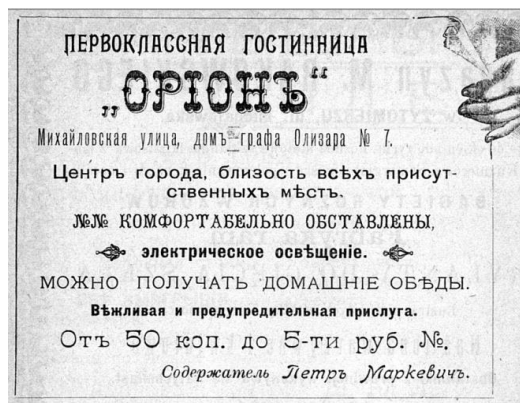 ПЕРВОКЛАССНАЯ ГОСТИННИЦА
„ОРІОНЪ“
Михайловская улица, домъ графа Олизара № 7.
Центръ города, близость всѣхъ присут-
ственныхъ мѣстъ.
№№ КОМФОРТАБЕЛЬНО ОБСТАВЛЕНЫ,
электрическое освѣщеніе.
МОЖНО ПОЛУЧАТЬ ДОМАШНІЕ ОБѢДЫ.
Вѣжливая и предупредительная прислуга.
Отъ 50 коп. до 5-ти руб. №.
Содержатель Петръ Маркевичъ.